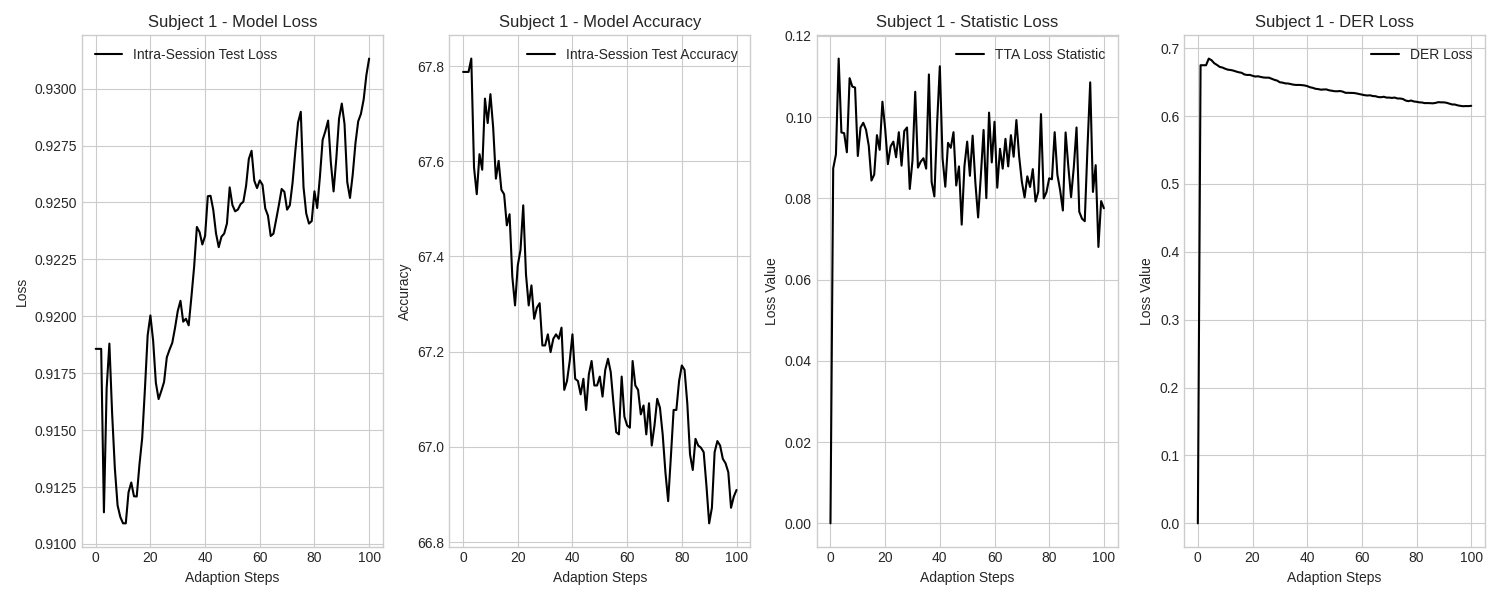 Subject 1 - Model Loss
Intra-Session Test Loss
0.9300
0.9275
0.9250
0.9225
0.9200
0.9175
0.9150
0.9125
0.9100
Loss
0 20 40 60 80 100
Adaption Steps
Subject 1 - Model Accuracy
Intra-Session Test Accuracy
67.8
67.6
67.4
67.2
67.0
66.8
Accuracy
0 20 40 60 80 100
Adaption Steps
Subject 1 - Statistic Loss
TTA Loss Statistic
0.12
0.10
0.08
0.06
0.04
0.02
0.00
Loss Value
0 20 40 60 80 100
Adaption Steps
Subject 1 - DER Loss
DER Loss
0.7
0.6
0.5
0.4
0.3
0.2
0.1
0.0
Loss Value
0 20 40 60 80 100
Adaption Steps